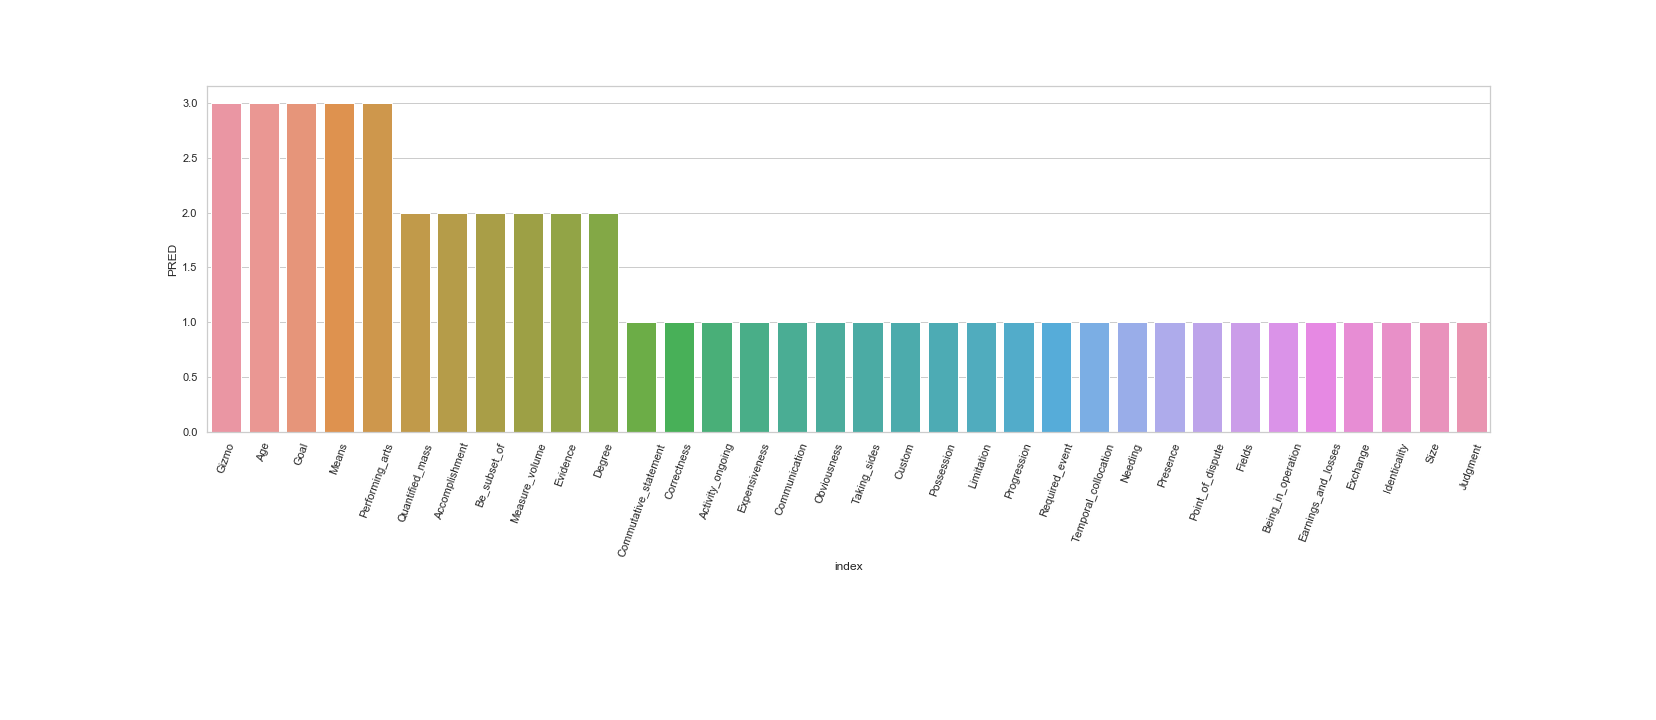 3.0
2.5
2.0
1.5
1.0
0.5
0.0
PRED
Gizmo
Age
Goal
Means
Performing_arts
Quantified_mass
Accomplishment
Be_subset_of
Measure_volume
Evidence
Degree
Commutative_statement
Correctness
Activity_ongoing
Expensiveness
Communication
Obviousness
Taking_sides
Custom
Possession
Limitation
Progression
Required_event
Temporal_collocation
Needing
Presence
Point_of_dispute
Fields
Being_in_operation
Earnings_and_losses
Exchange
Identicality
Size
Judgment
index